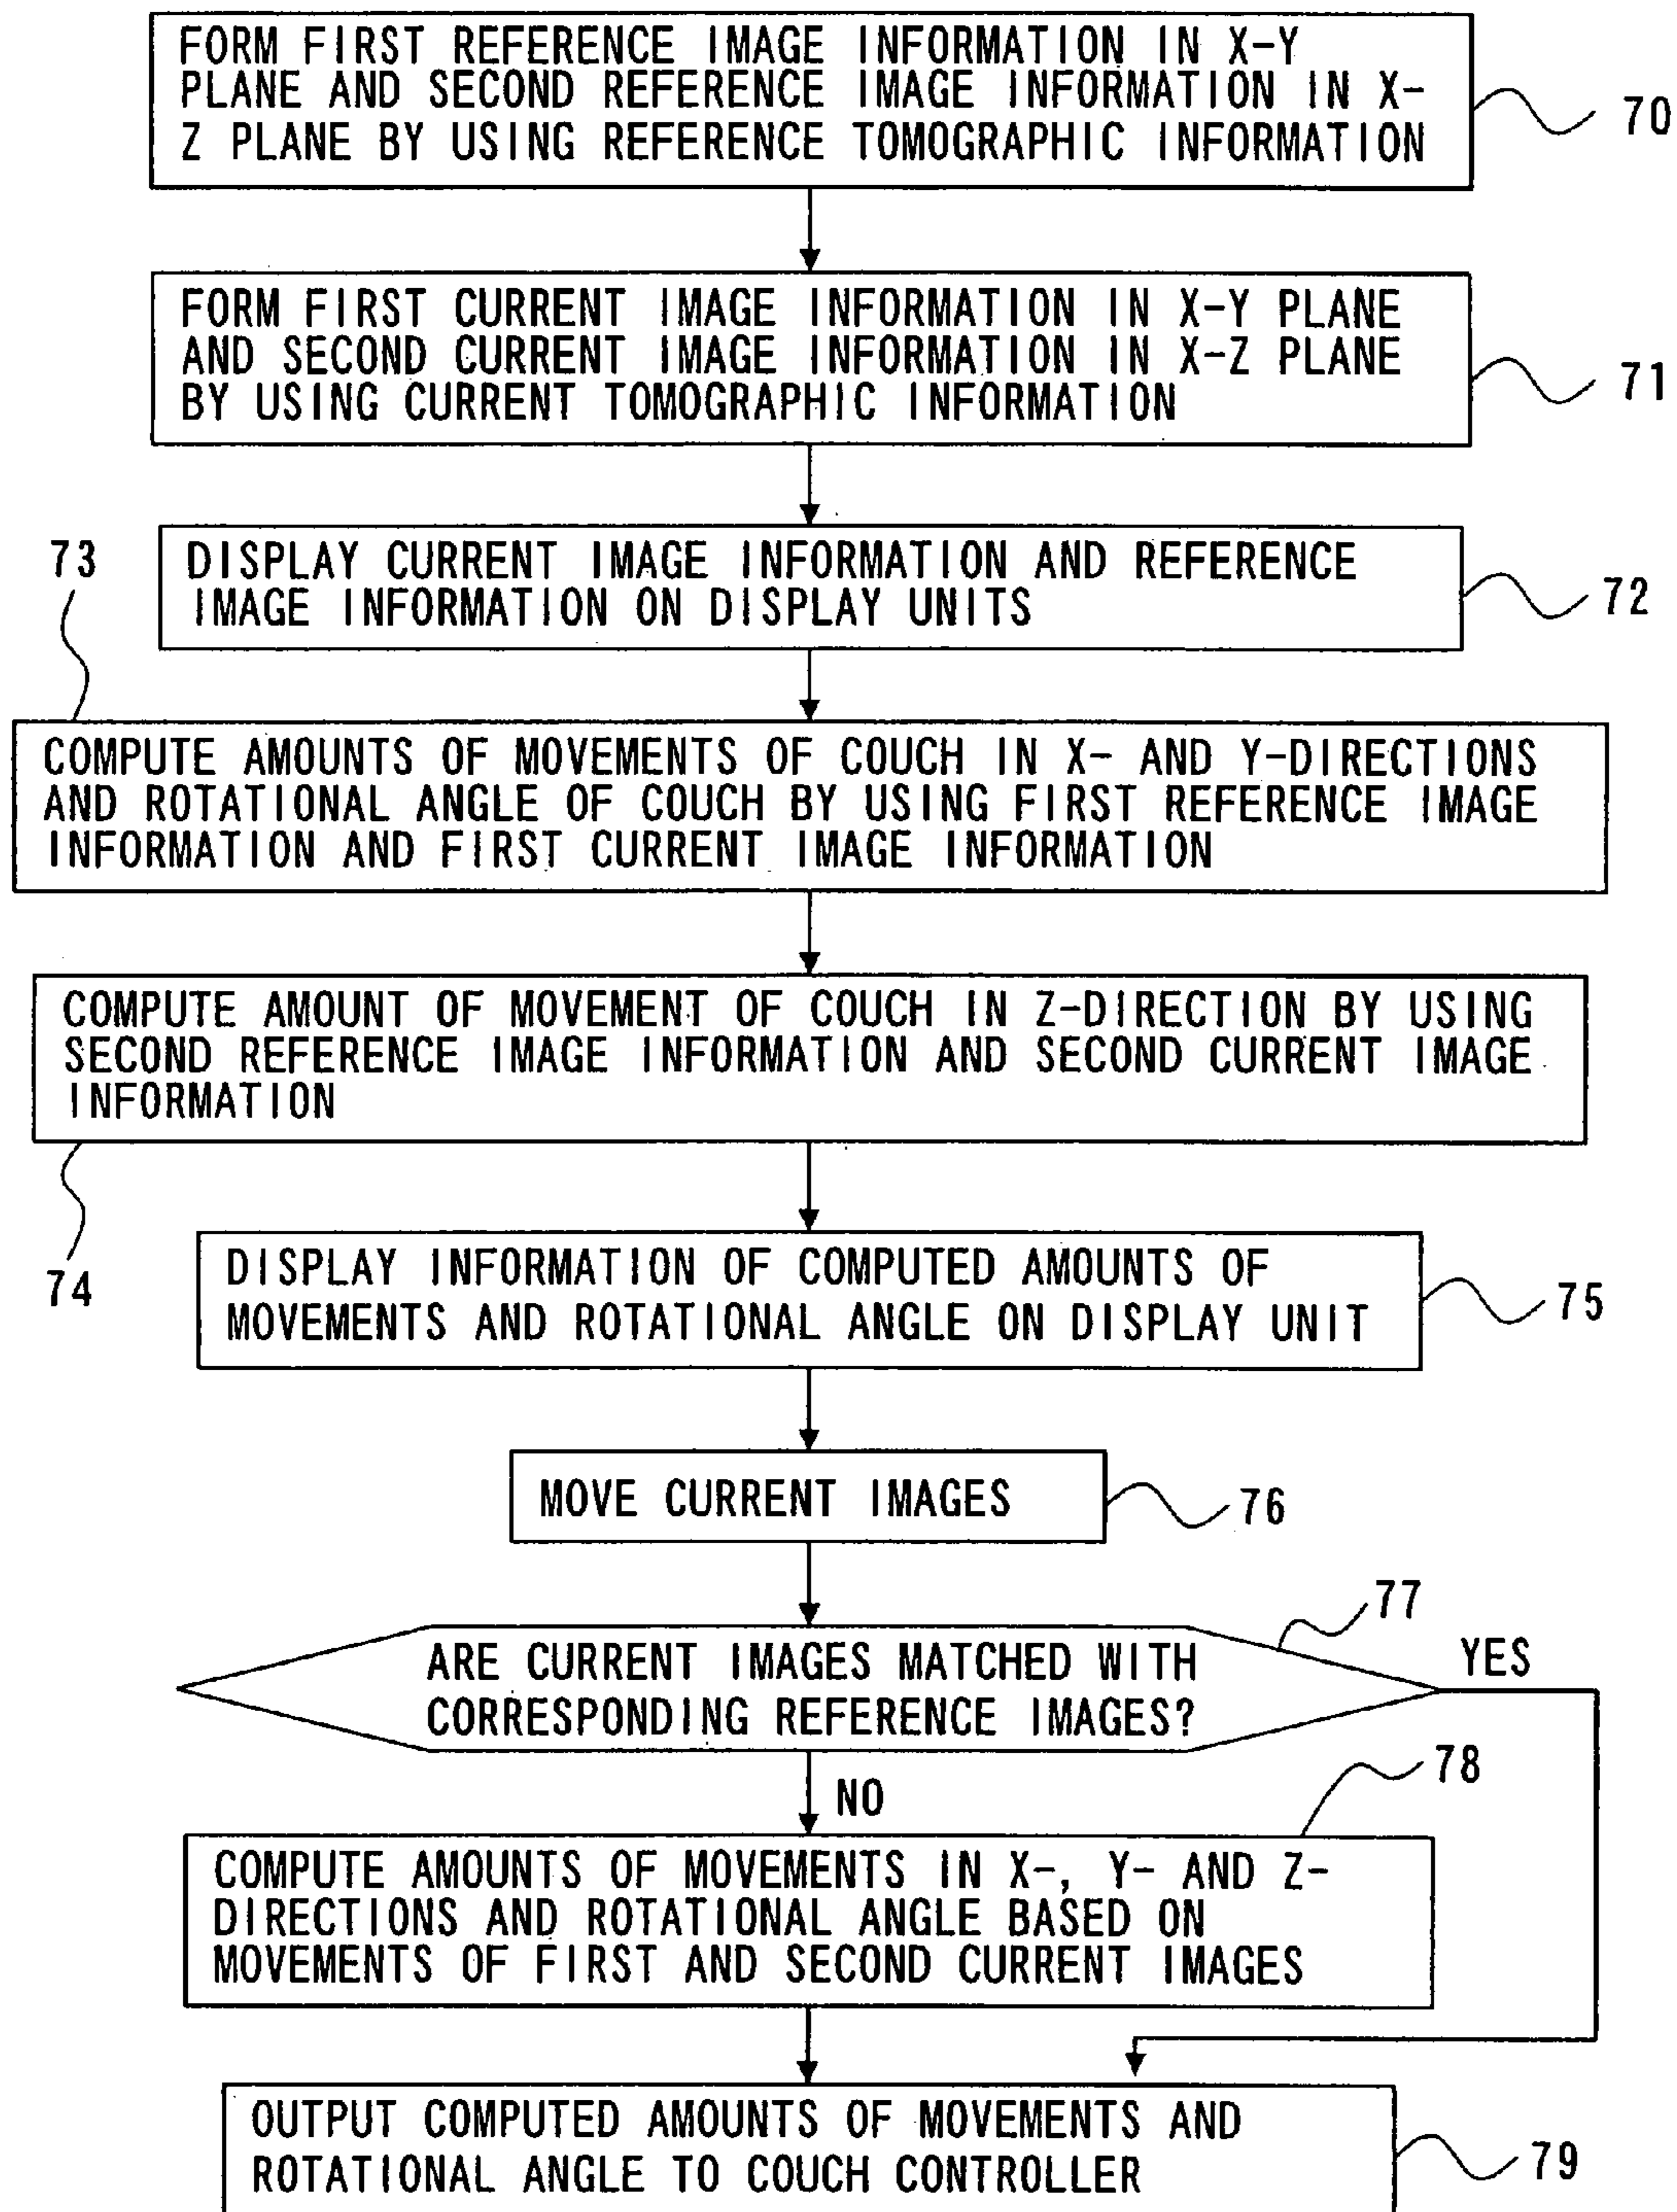 FORM FIRST REFERENCE IMAGE INFORMATION IN X-Y
PLANE AND SECOND REFERENCE IMAGE INFORMATION IN X-
Z PLANE BY USING REFERENCE TOMOGRAPHIC INFORMATION
70
FORM FIRST CURRENT IMAGE INFORMATION IN X-Y PLANE
AND SECOND CURRENT IMAGE INFORMATION IN X-Z PLANE
BY USING CURRENT TOMOGRAPHIC INFORMATION
71
DISPLAY CURRENT IMAGE INFORMATION AND REFERENCE
IMAGE INFORMATION ON DISPLAY UNITS
72
73
COMPUTE AMOUNTS OF MOVEMENTS OF COUCH IN X- AND Y-DIRECTIONS
AND ROTATIONAL ANGLE OF COUCH BY USING FIRST REFERENCE IMAGE
INFORMATION AND FIRST CURRENT IMAGE INFORMATION
COMPUTE AMOUNT OF MOVEMENT OF COUCH IN Z-DIRECTION BY USING
SECOND REFERENCE IMAGE INFORMATION AND SECOND CURRENT IMAGE
INFORMATION
74
DISPLAY INFORMATION OF COMPUTED AMOUNTS OF
MOVEMENTS AND ROTATIONAL ANGLE ON DISPLAY UNIT
75
MOVE CURRENT IMAGES
76
77
ARE CURRENT IMAGES MATCHED WITH
CORRESPONDING REFERENCE IMAGES?
YES
NO
78
COMPUTE AMOUNTS OF MOVEMENTS IN X-, Y- AND Z-
DIRECTIONS AND ROTATIONAL ANGLE BASED ON
MOVEMENTS OF FIRST AND SECOND CURRENT IMAGES
OUTPUT COMPUTED AMOUNTS OF MOVEMENTS AND
ROTATIONAL ANGLE TO COUCH CONTROLLER
79